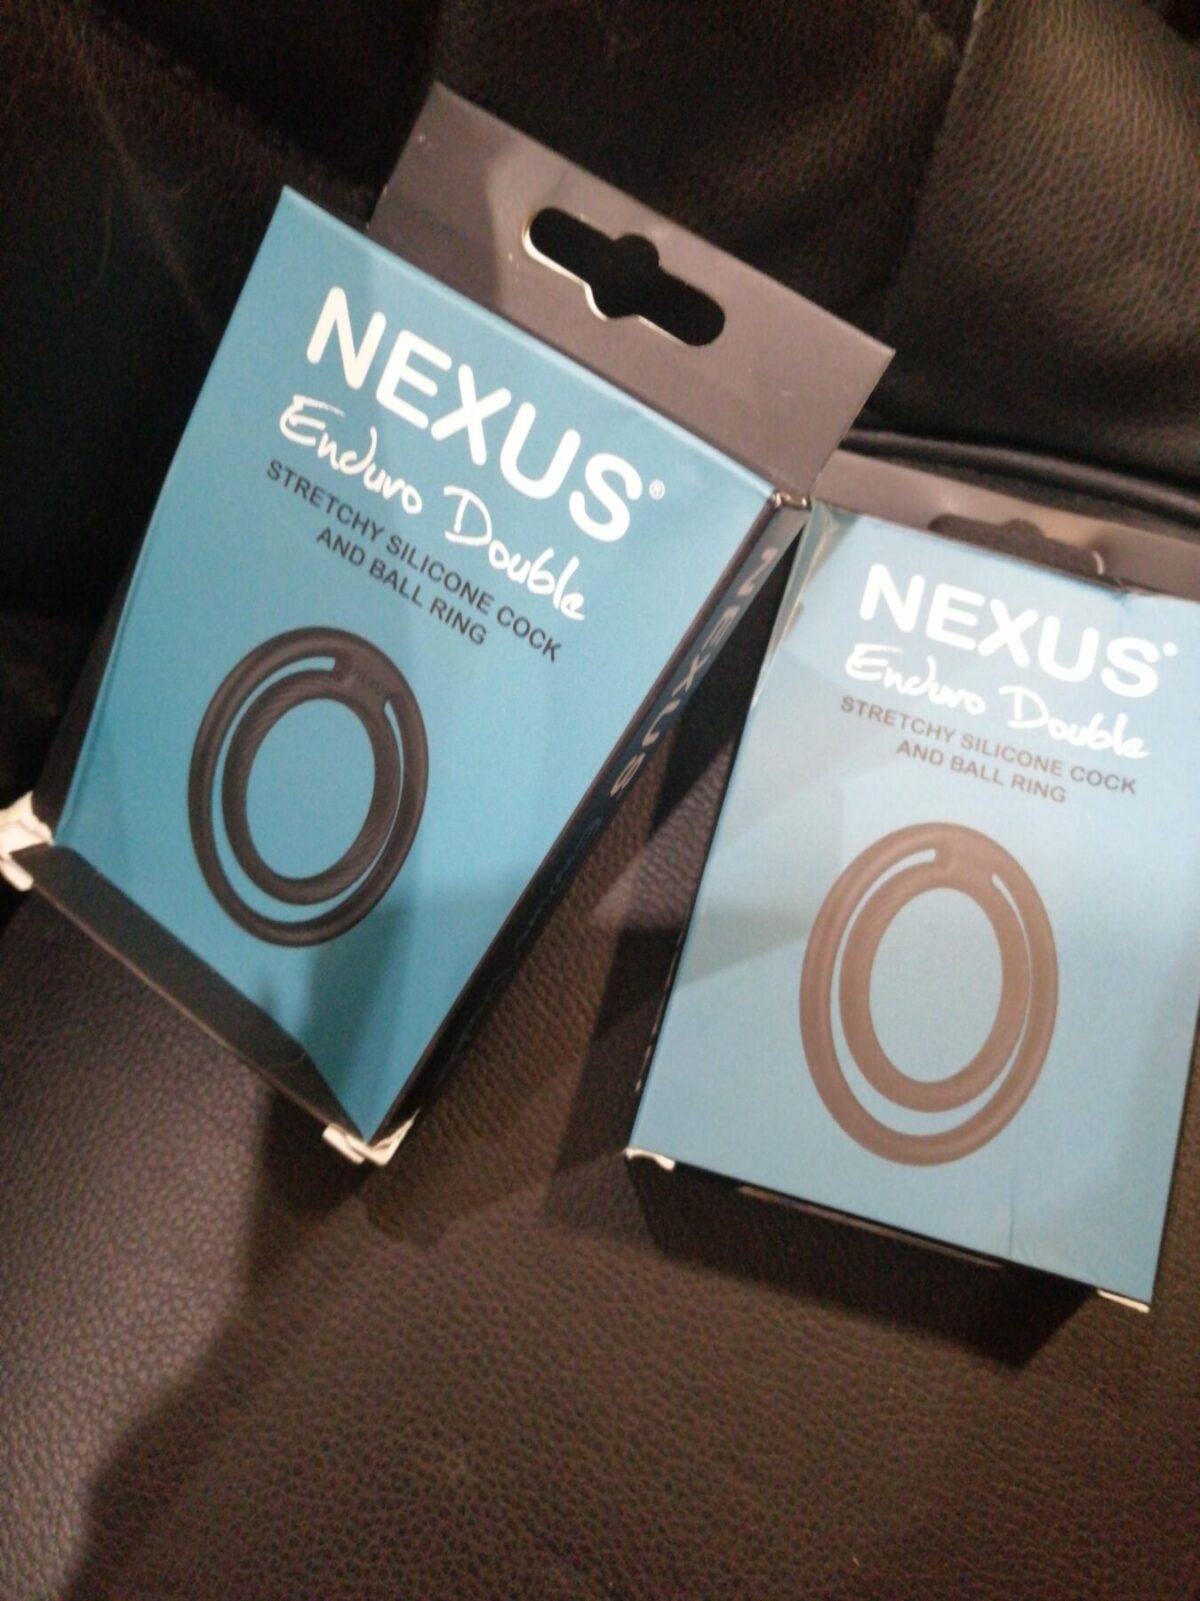 NEXUS®
Enduro Double
STRETCHY SILICONE COCK
AND BALL RING
NEXUS
NEXUS®
Enduro Double
STRETCHY SILICONE COCK
AND BALL RING